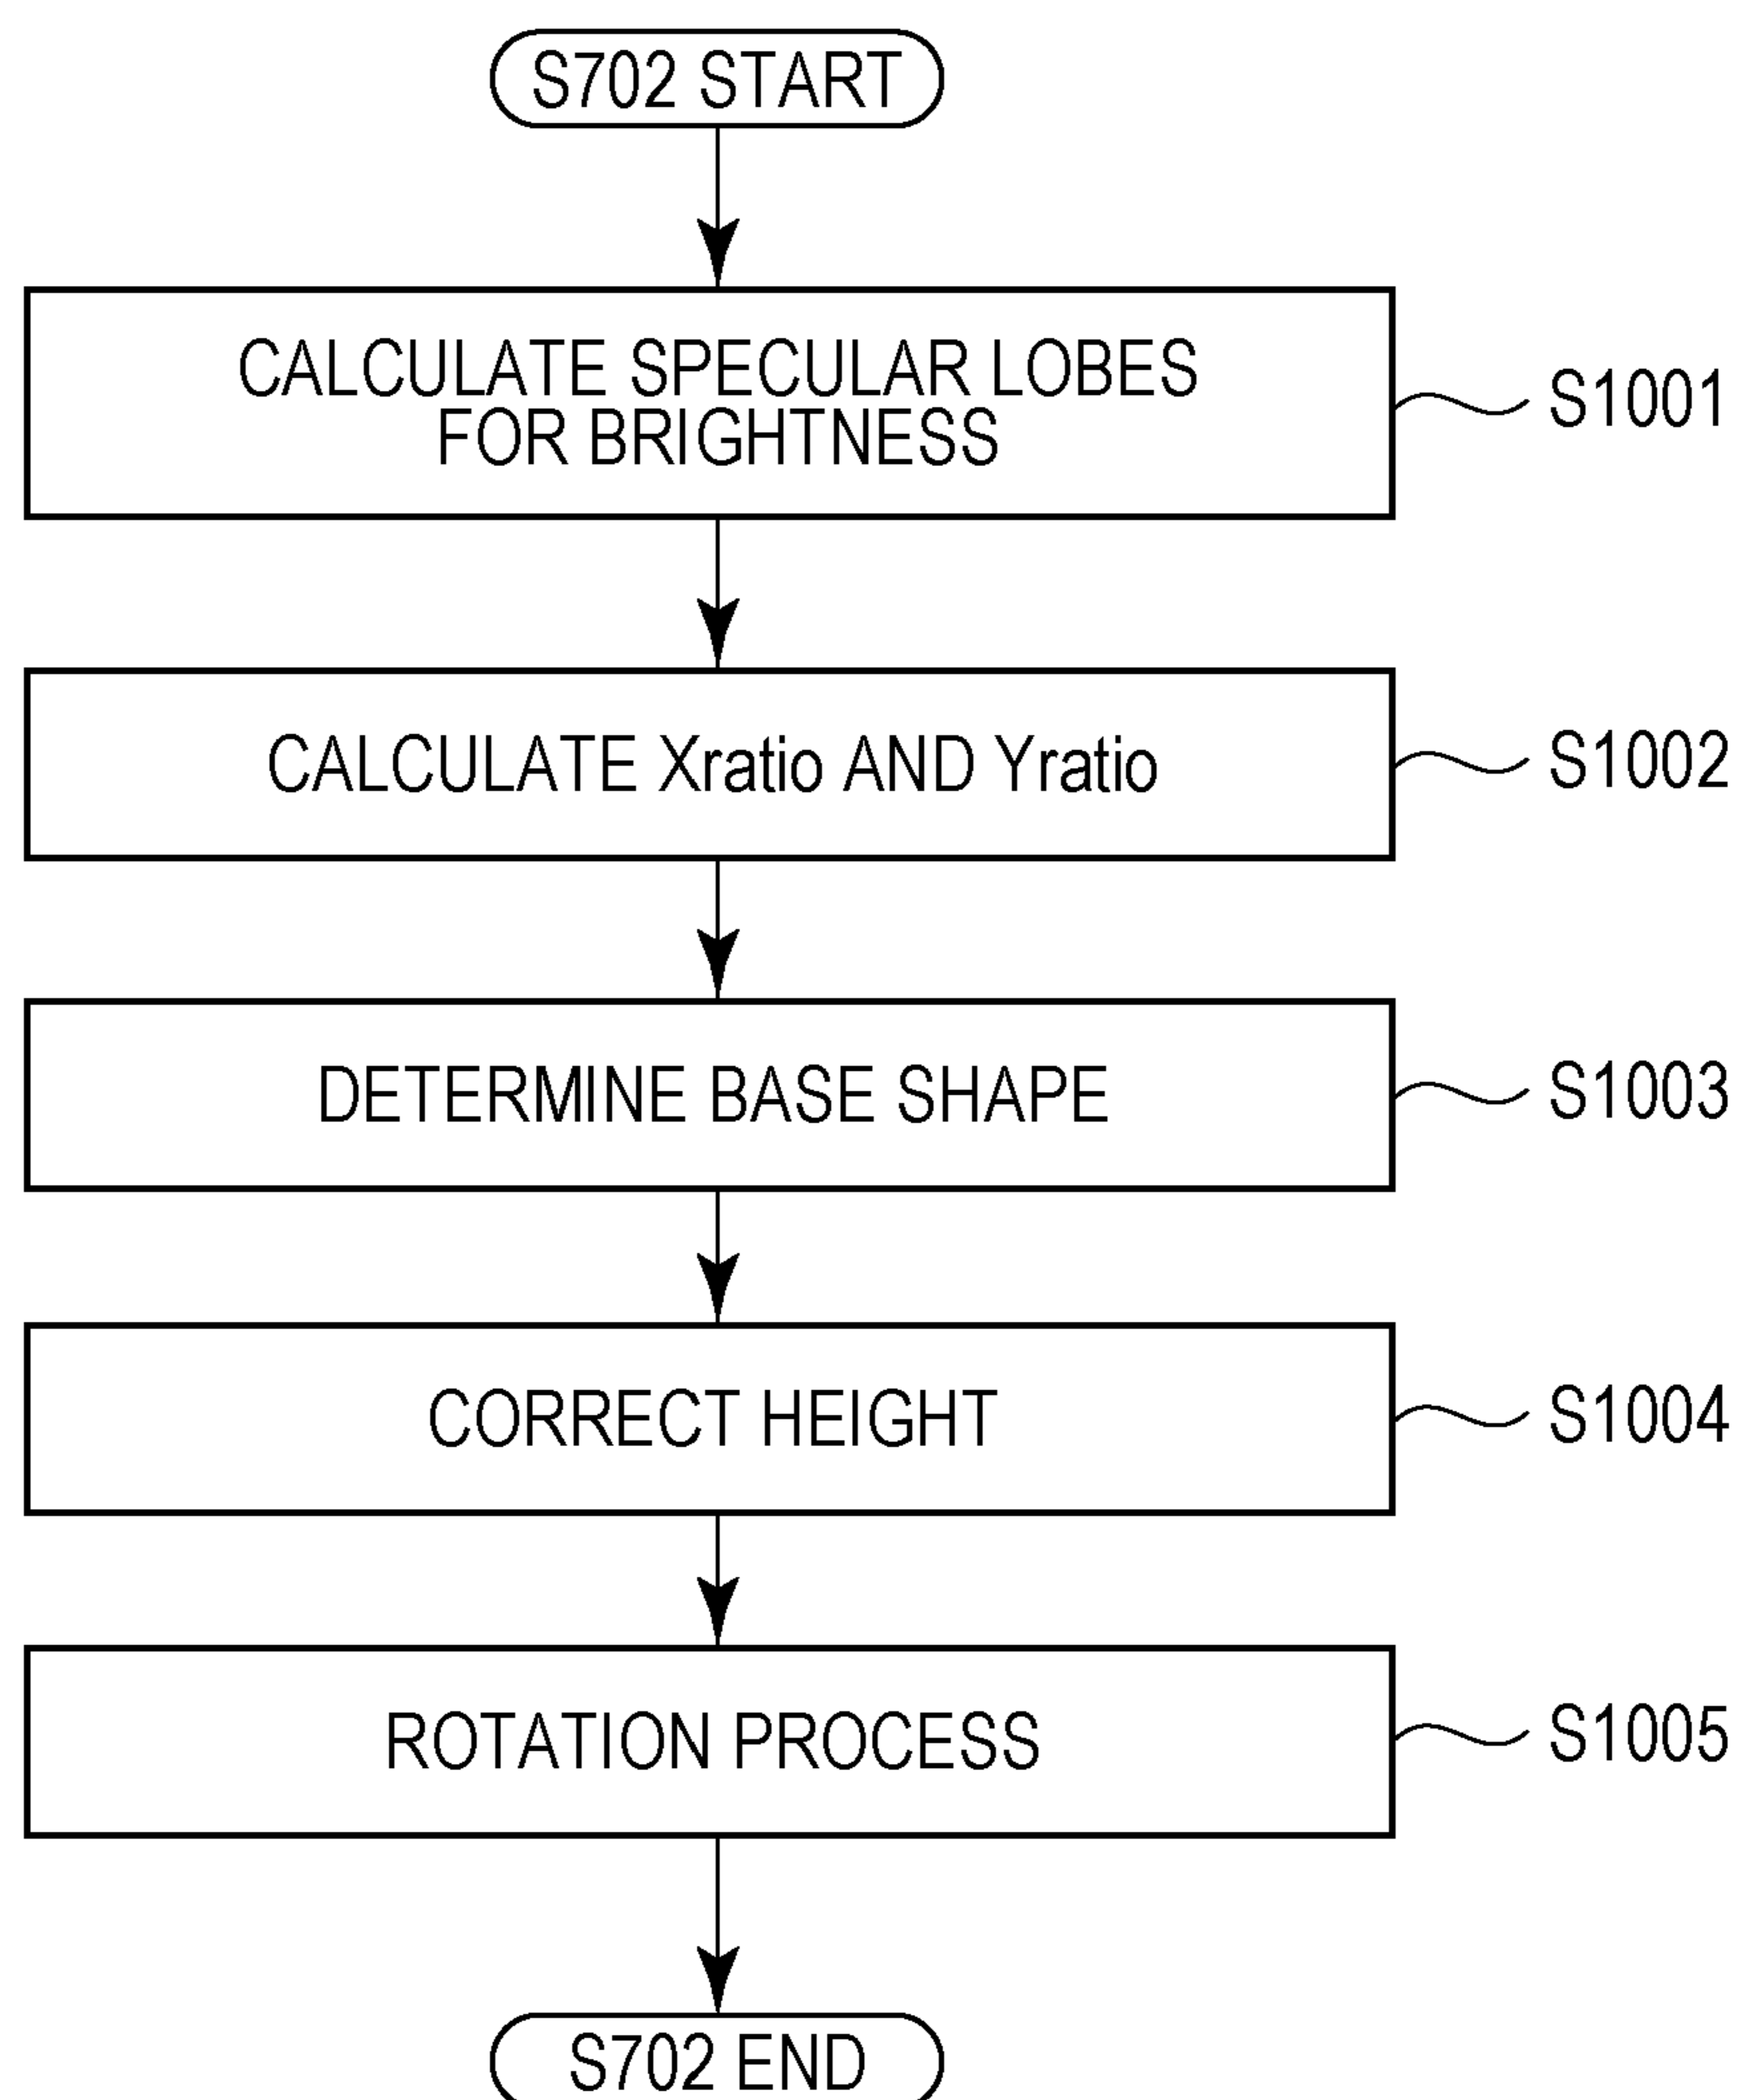 S702 START
CALCULATE SPECULAR LOBES
FOR BRIGHTNESS
S1001
CALCULATE Xratio AND Yratio
S1002
DETERMINE BASE SHAPE
S1003
CORRECT HEIGHT
S1004
ROTATION PROCESS
S1005
S702 END